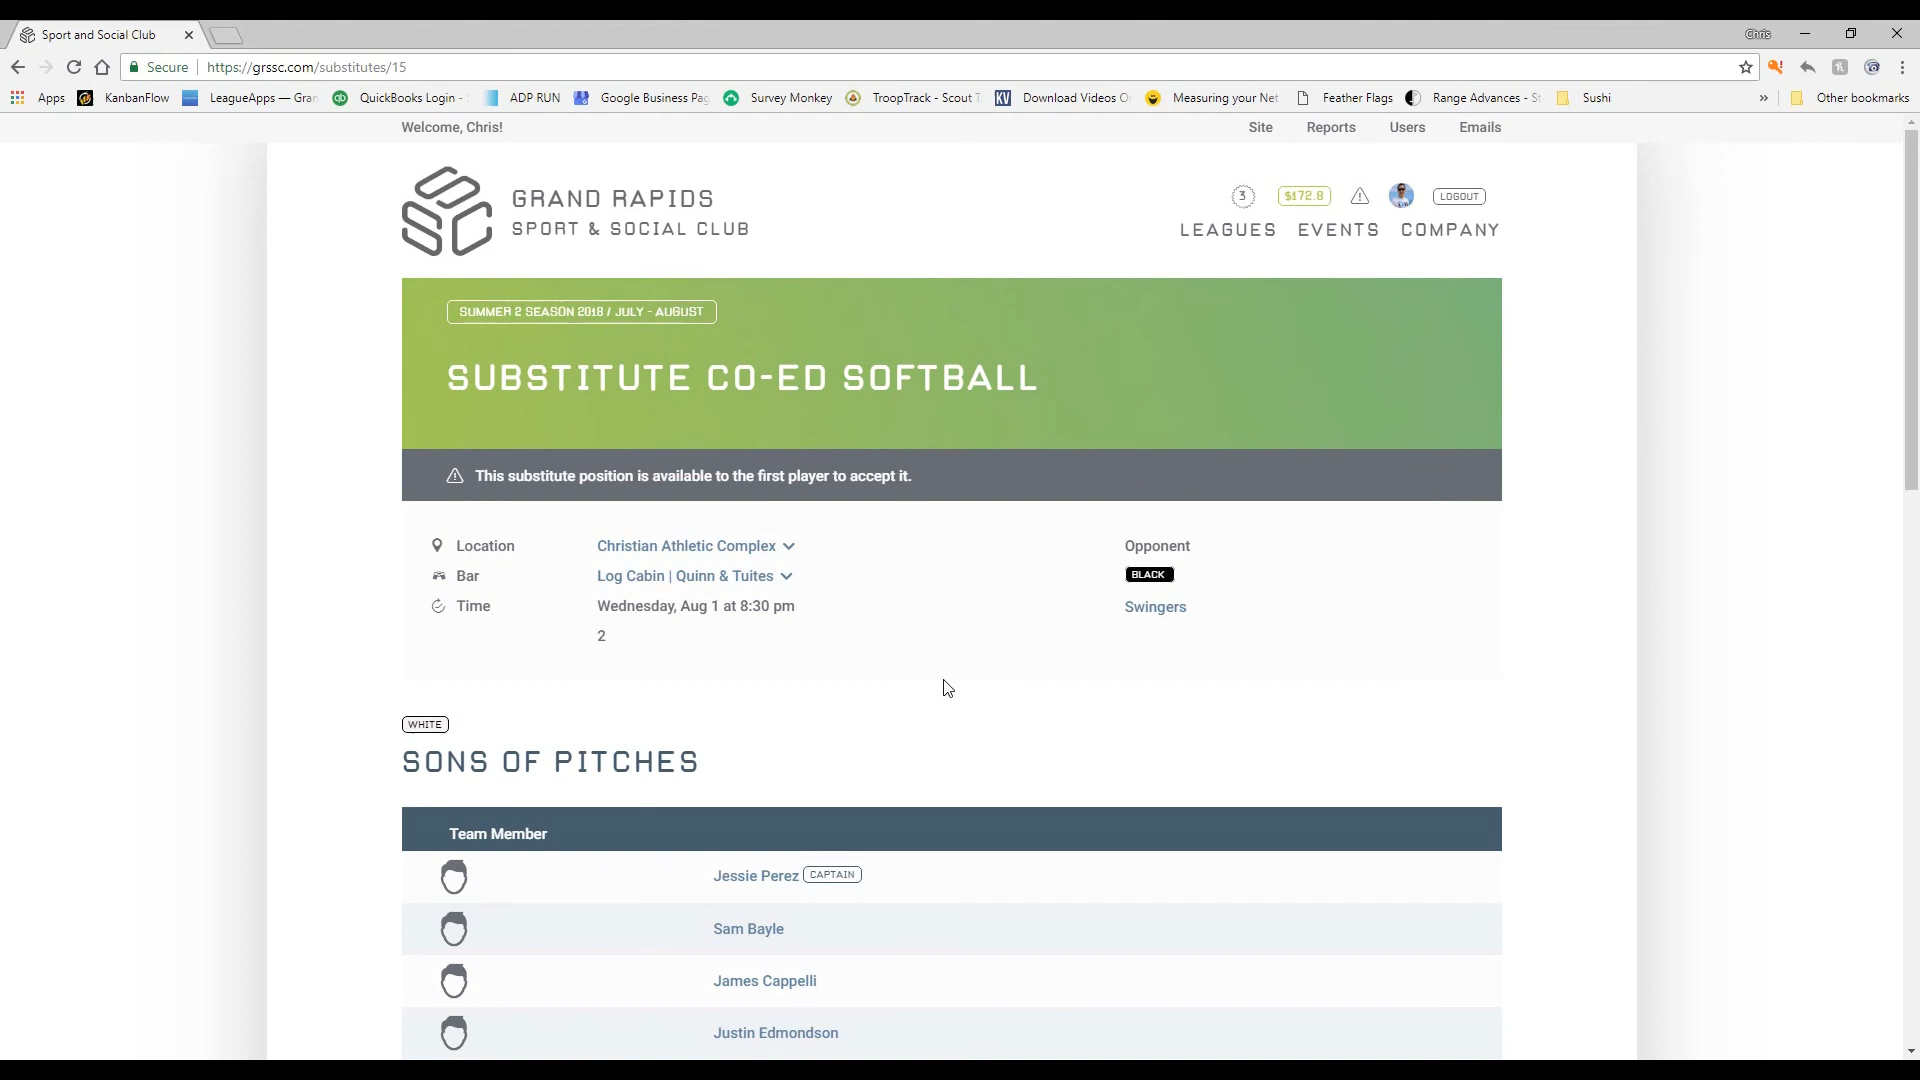 Sport and Social Club
Chris
Secure | https://grssc.com/substitutes/15
Apps KanbanFlow LeagueApps — Gran QuickBooks Login - ADP RUN Google Business Pag Survey Monkey TroopTrack - Scout T KV Download Videos O Measuring your Net Feather Flags Range Advances - St Sushi » Other bookmarks
Welcome, Chris! Site Reports Users Emails
GRAND RAPIDS
SPORT & SOCIAL CLUB
3 $172.8 LOGOUT
LEAGUES EVENTS COMPANY
SUMMER 2 SEASON 2018 / JULY - AUGUST
SUBSTITUTE CO-ED SOFTBALL
This substitute position is available to the first player to accept it.
Location Christian Athletic Complex Opponent
Bar Log Cabin | Quinn & Tuites BLACK
Time Wednesday, Aug 1 at 8:30 pm Swingers
2
WHITE
SONS OF PITCHES
Team Member
Jessie Perez CAPTAIN
Sam Bayle
James Cappelli
Justin Edmondson